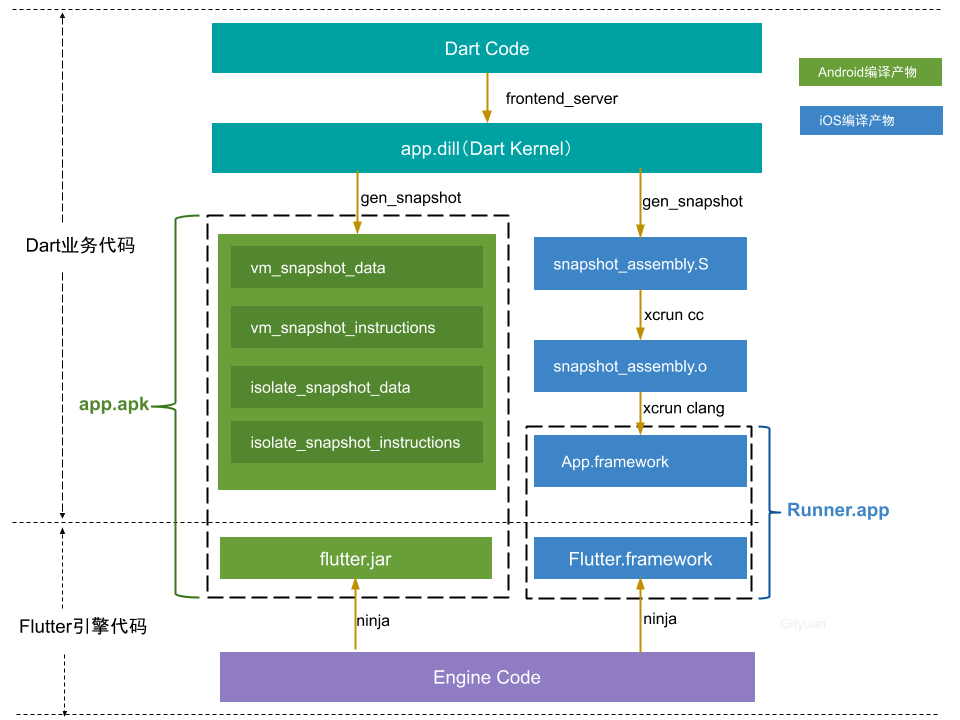 Dart Code
Android编译产物
frontend_server
iOS编译产物
app.dill（Dart Kernel）
gen_snapshot
gen_snapshot
Dart业务代码
vm_snapshot_data
snapshot_assembly.S
vm_snapshot_instructions
xcrun cc
isolate_snapshot_data
snapshot_assembly.o
app.apk
xcrun clang
isolate_snapshot_instructions
App.framework
Runner.app
flutter.jar
Flutter.framework
ninja
ninja
Flutter引擎代码
Gityuan
Engine Code